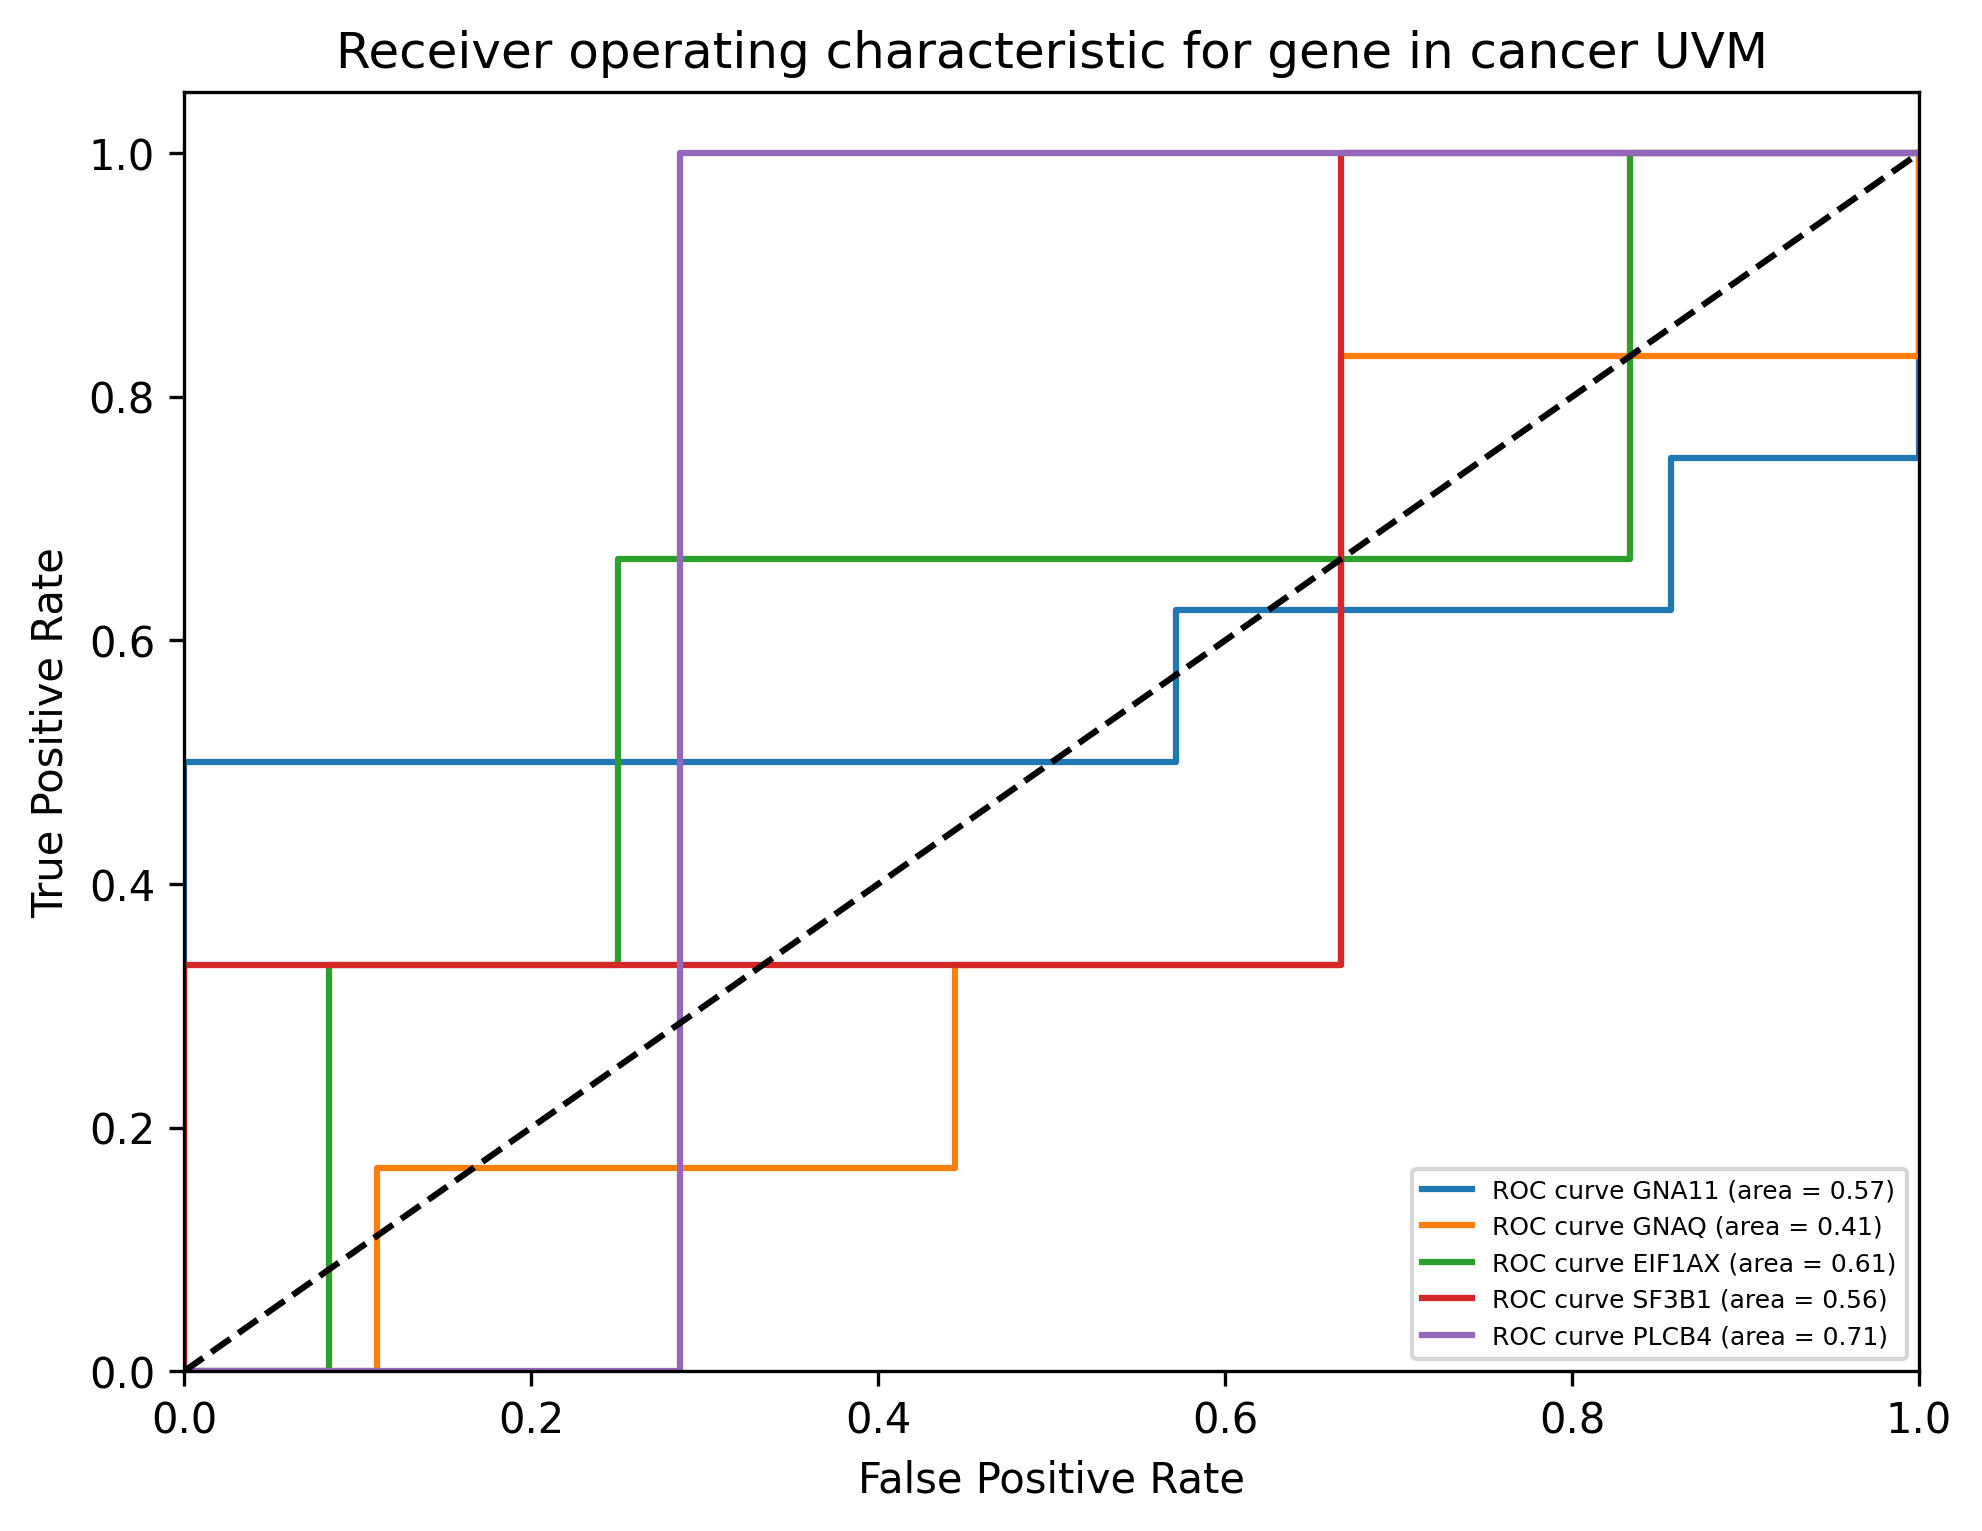 Receiver operating characteristic for gene in cancer UVM
1.0
0.8
0.6
0.4
0.2
0.0
True Positive Rate
0.0 0.2 0.4 0.6 0.8 1.0
False Positive Rate
ROC curve GNA11 (area = 0.57)
ROC curve GNAQ (area = 0.41)
ROC curve EIF1AX (area = 0.61)
ROC curve SF3B1 (area = 0.56)
ROC curve PLCB4 (area = 0.71)